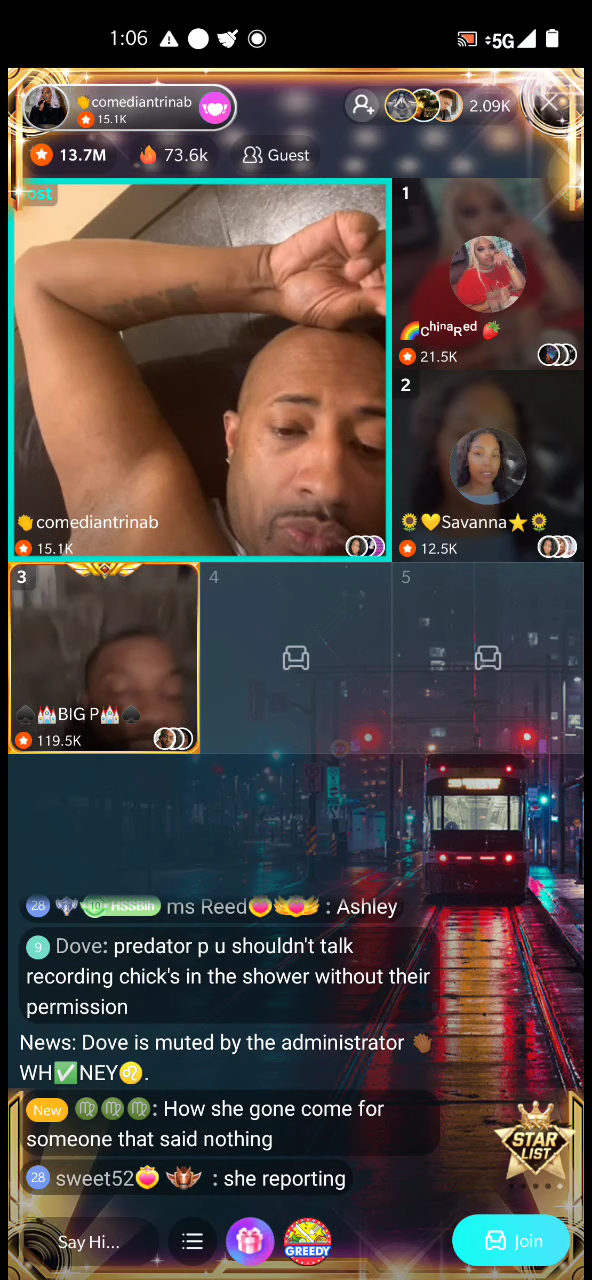 1:06
5G
👋comediantrinab
15.1K
2.09K
13.7M
73.6k
Guest
ost
1
🌈ChinaRed 🍓
21.5K
2
🌻💛Savanna⭐🌻
12.5K
👋comediantrinab
15.1K
3
4
5
♠️🏰BIG P🏰♠️
119.5K
28 10 HSSBih ms Reed : Ashley
9 Dove: predator p u shouldn't talk
recording chick's in the shower without their
permission
News: Dove is muted by the administrator 👋🏾
WH✅NEY♌.
New ♍♍♍: How she gone come for
someone that said nothing
28 sweet52 : she reporting
STAR
LIST
Say Hi...
GREEDY
Join